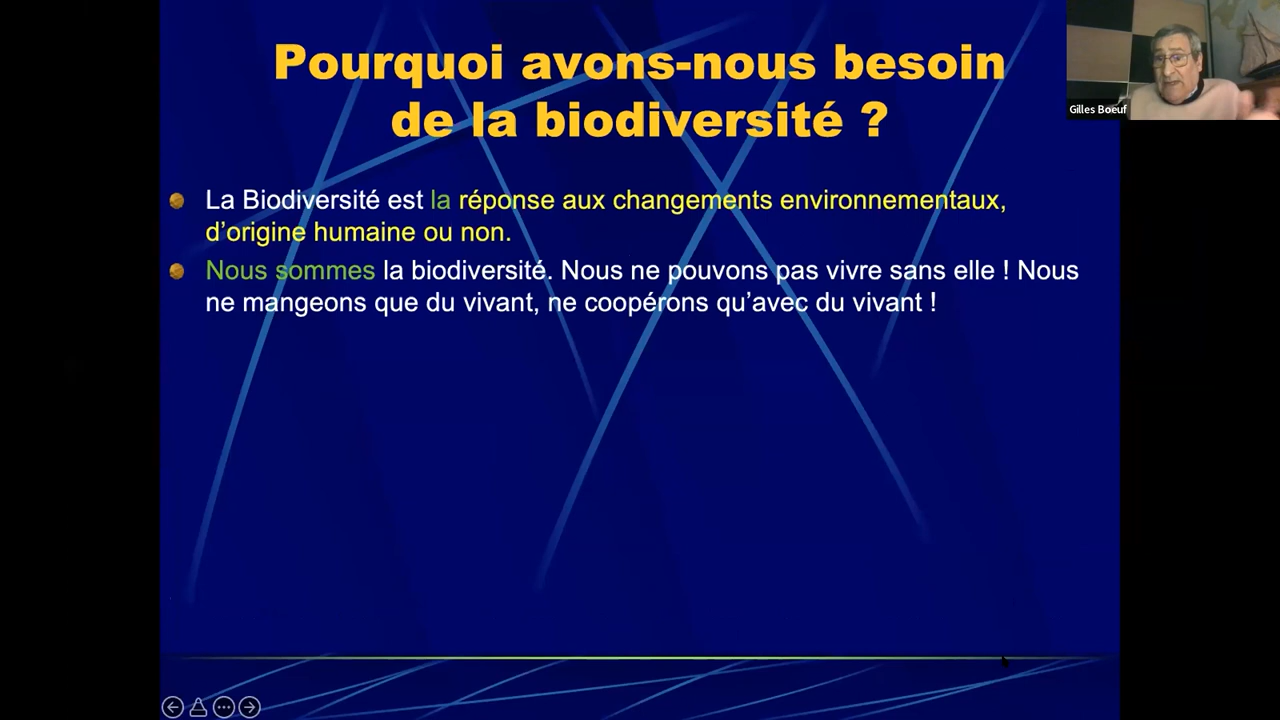 Pourquoi avons-nous besoin
de la biodiversité ?
Gilles Boeuf
La Biodiversité est la réponse aux changements environnementaux,
d’origine humaine ou non.
Nous sommes la biodiversité. Nous ne pouvons pas vivre sans elle ! Nous
ne mangeons que du vivant, ne coopérons qu’avec du vivant !